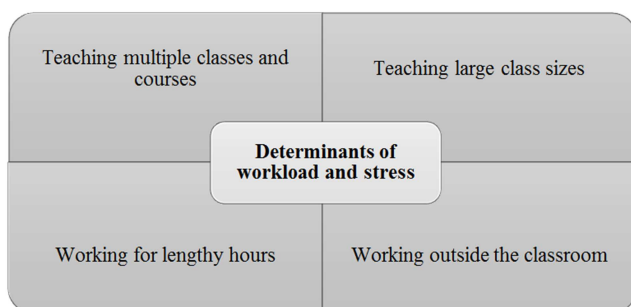 Teaching multiple classes and
courses
Teaching large class sizes
Determinants of
workload and stress
Working for lengthy hours
Working outside the classroom